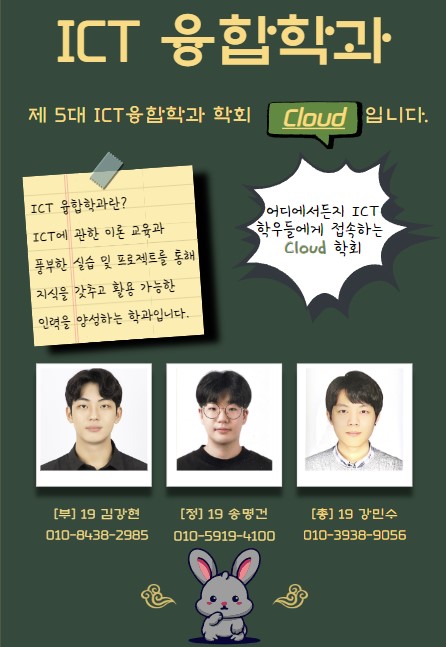 ICT 융합학과
제 5대 ICT융합학과 학회 Cloud 입니다.
ICT 융합학과란?
ICT에 관한 이론 교육과
풍부한 실습 및 프로젝트를 통해
지식을 갖추고 활용 가능한
인력을 양성하는 학과입니다.
어디에서든지 ICT
학우들에게 접속하는
Cloud 학회
[부] 19 김강현
010-8438-2985
[정] 19 송명건
010-5919-4100
[총] 19 강민수
010-3938-9056